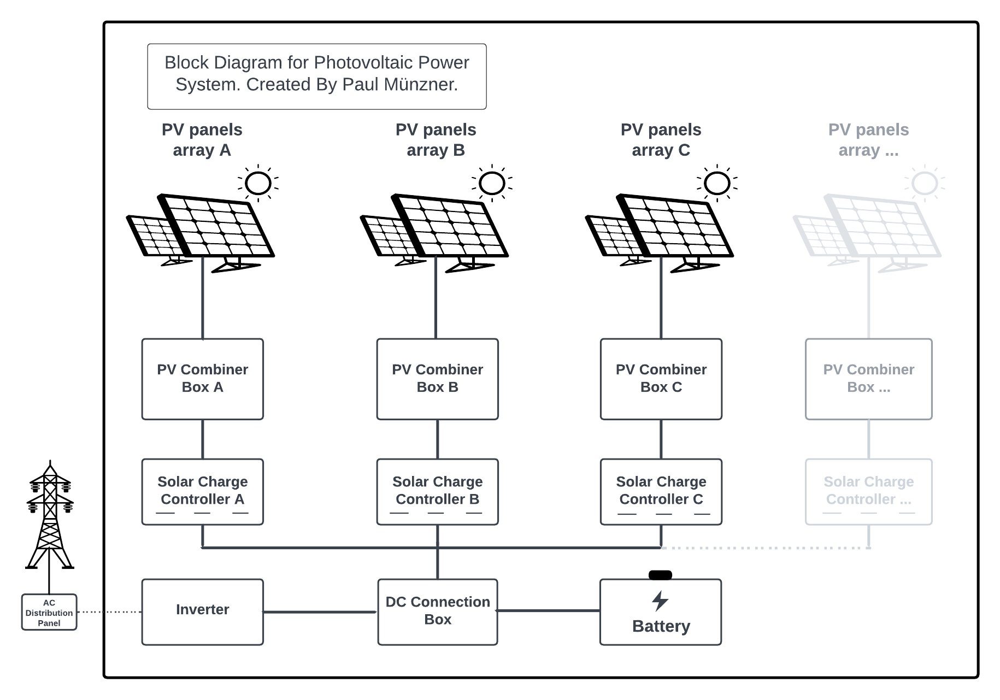 Block Diagram for Photovoltaic Power
System. Created By Paul Münzner.
PV panels
array A
PV panels
array B
PV panels
array C
PV panels
array ...
PV Combiner
Box A
PV Combiner
Box B
PV Combiner
Box C
PV Combiner
Box ...
Solar Charge
Controller A
Solar Charge
Controller B
Solar Charge
Controller C
Solar Charge
Controller ...
AC
Distribution
Panel
Inverter
DC Connection
Box
Battery